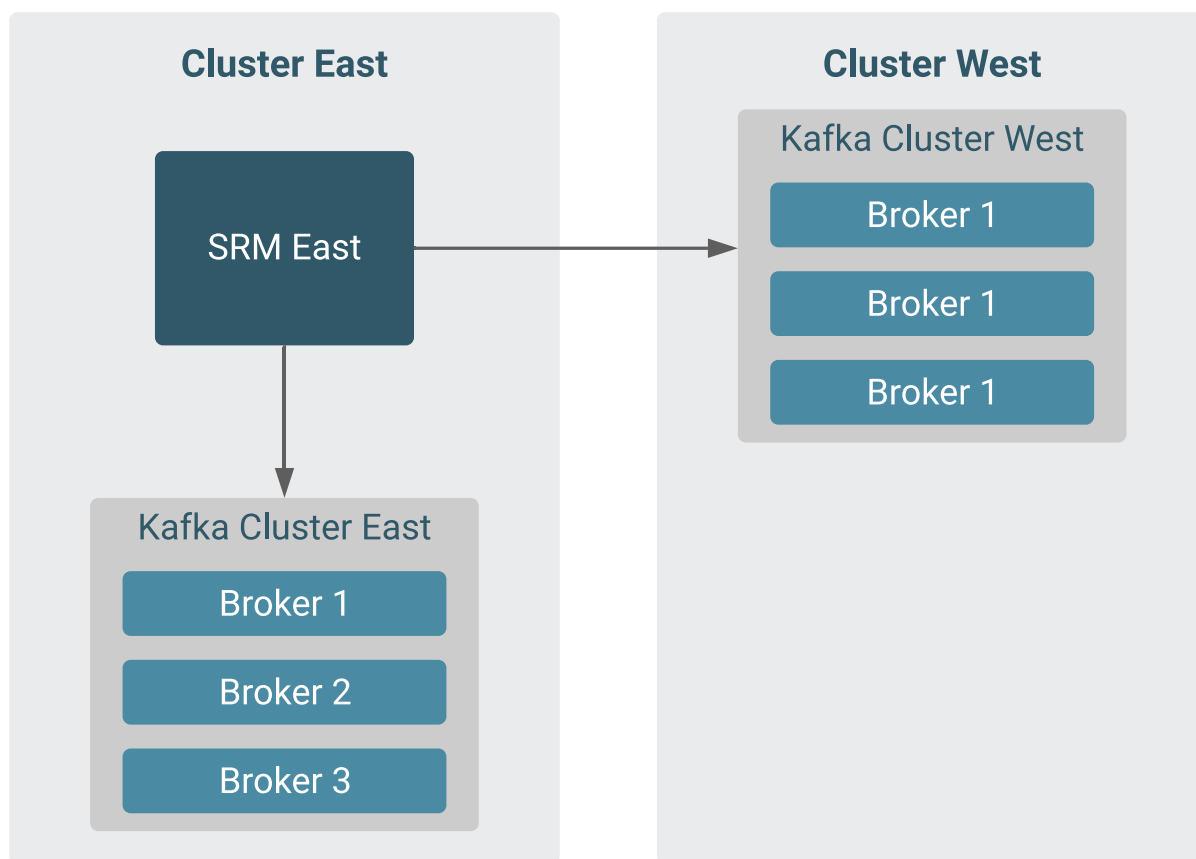 Cluster East
SRM East
Kafka Cluster East
Broker 1
Broker 2
Broker 3
Cluster West
Kafka Cluster West
Broker 1
Broker 1
Broker 1